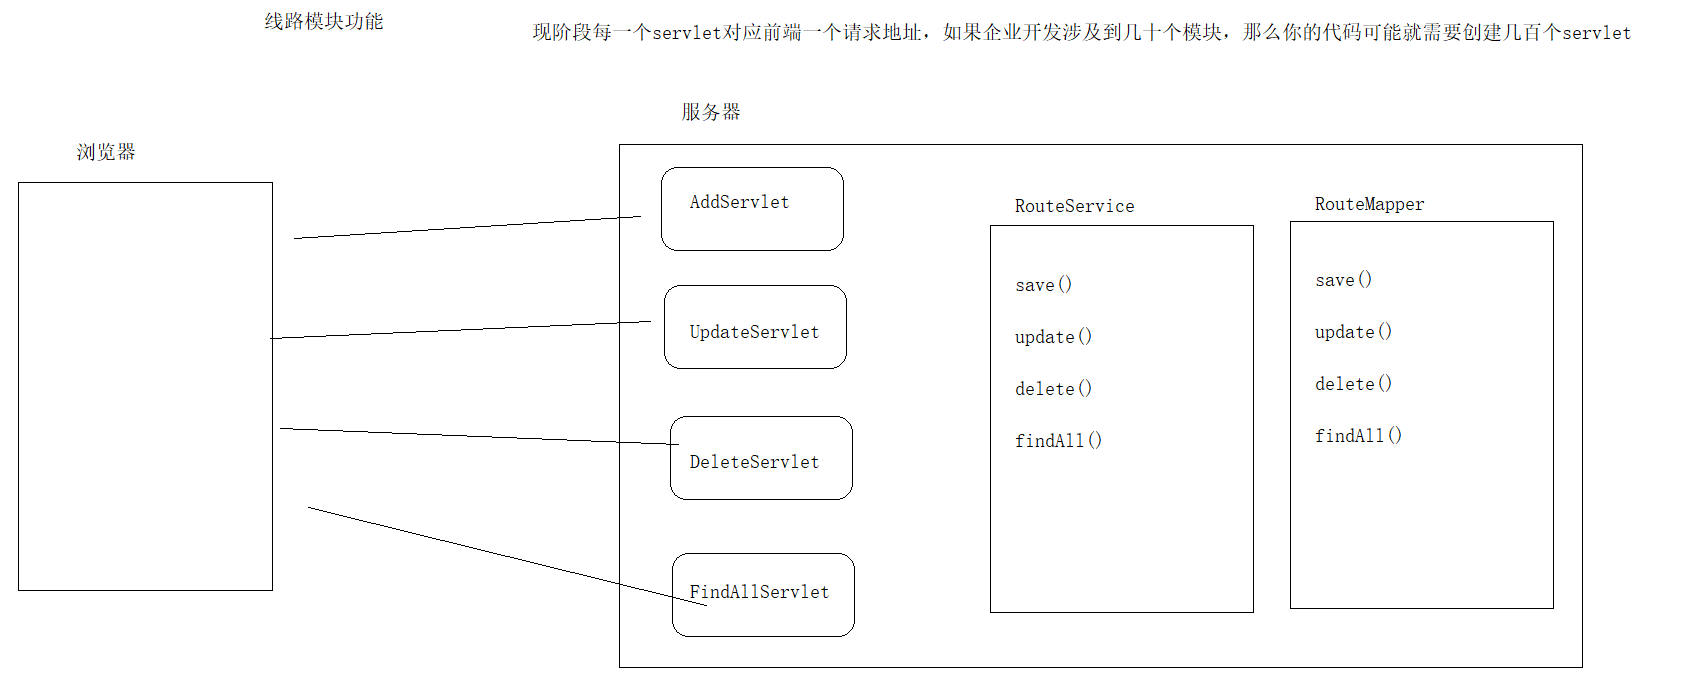 线路模块功能
现阶段每一个servlet对应前端一个请求地址，如果企业开发涉及到几十个模块，那么你的代码可能就需要创建几百个servlet
服务器
浏览器
AddServlet
UpdateServlet
DeleteServlet
FindAllServlet
RouteService
save()
update()
delete()
findAll()
RouteMapper
save()
update()
delete()
findAll()